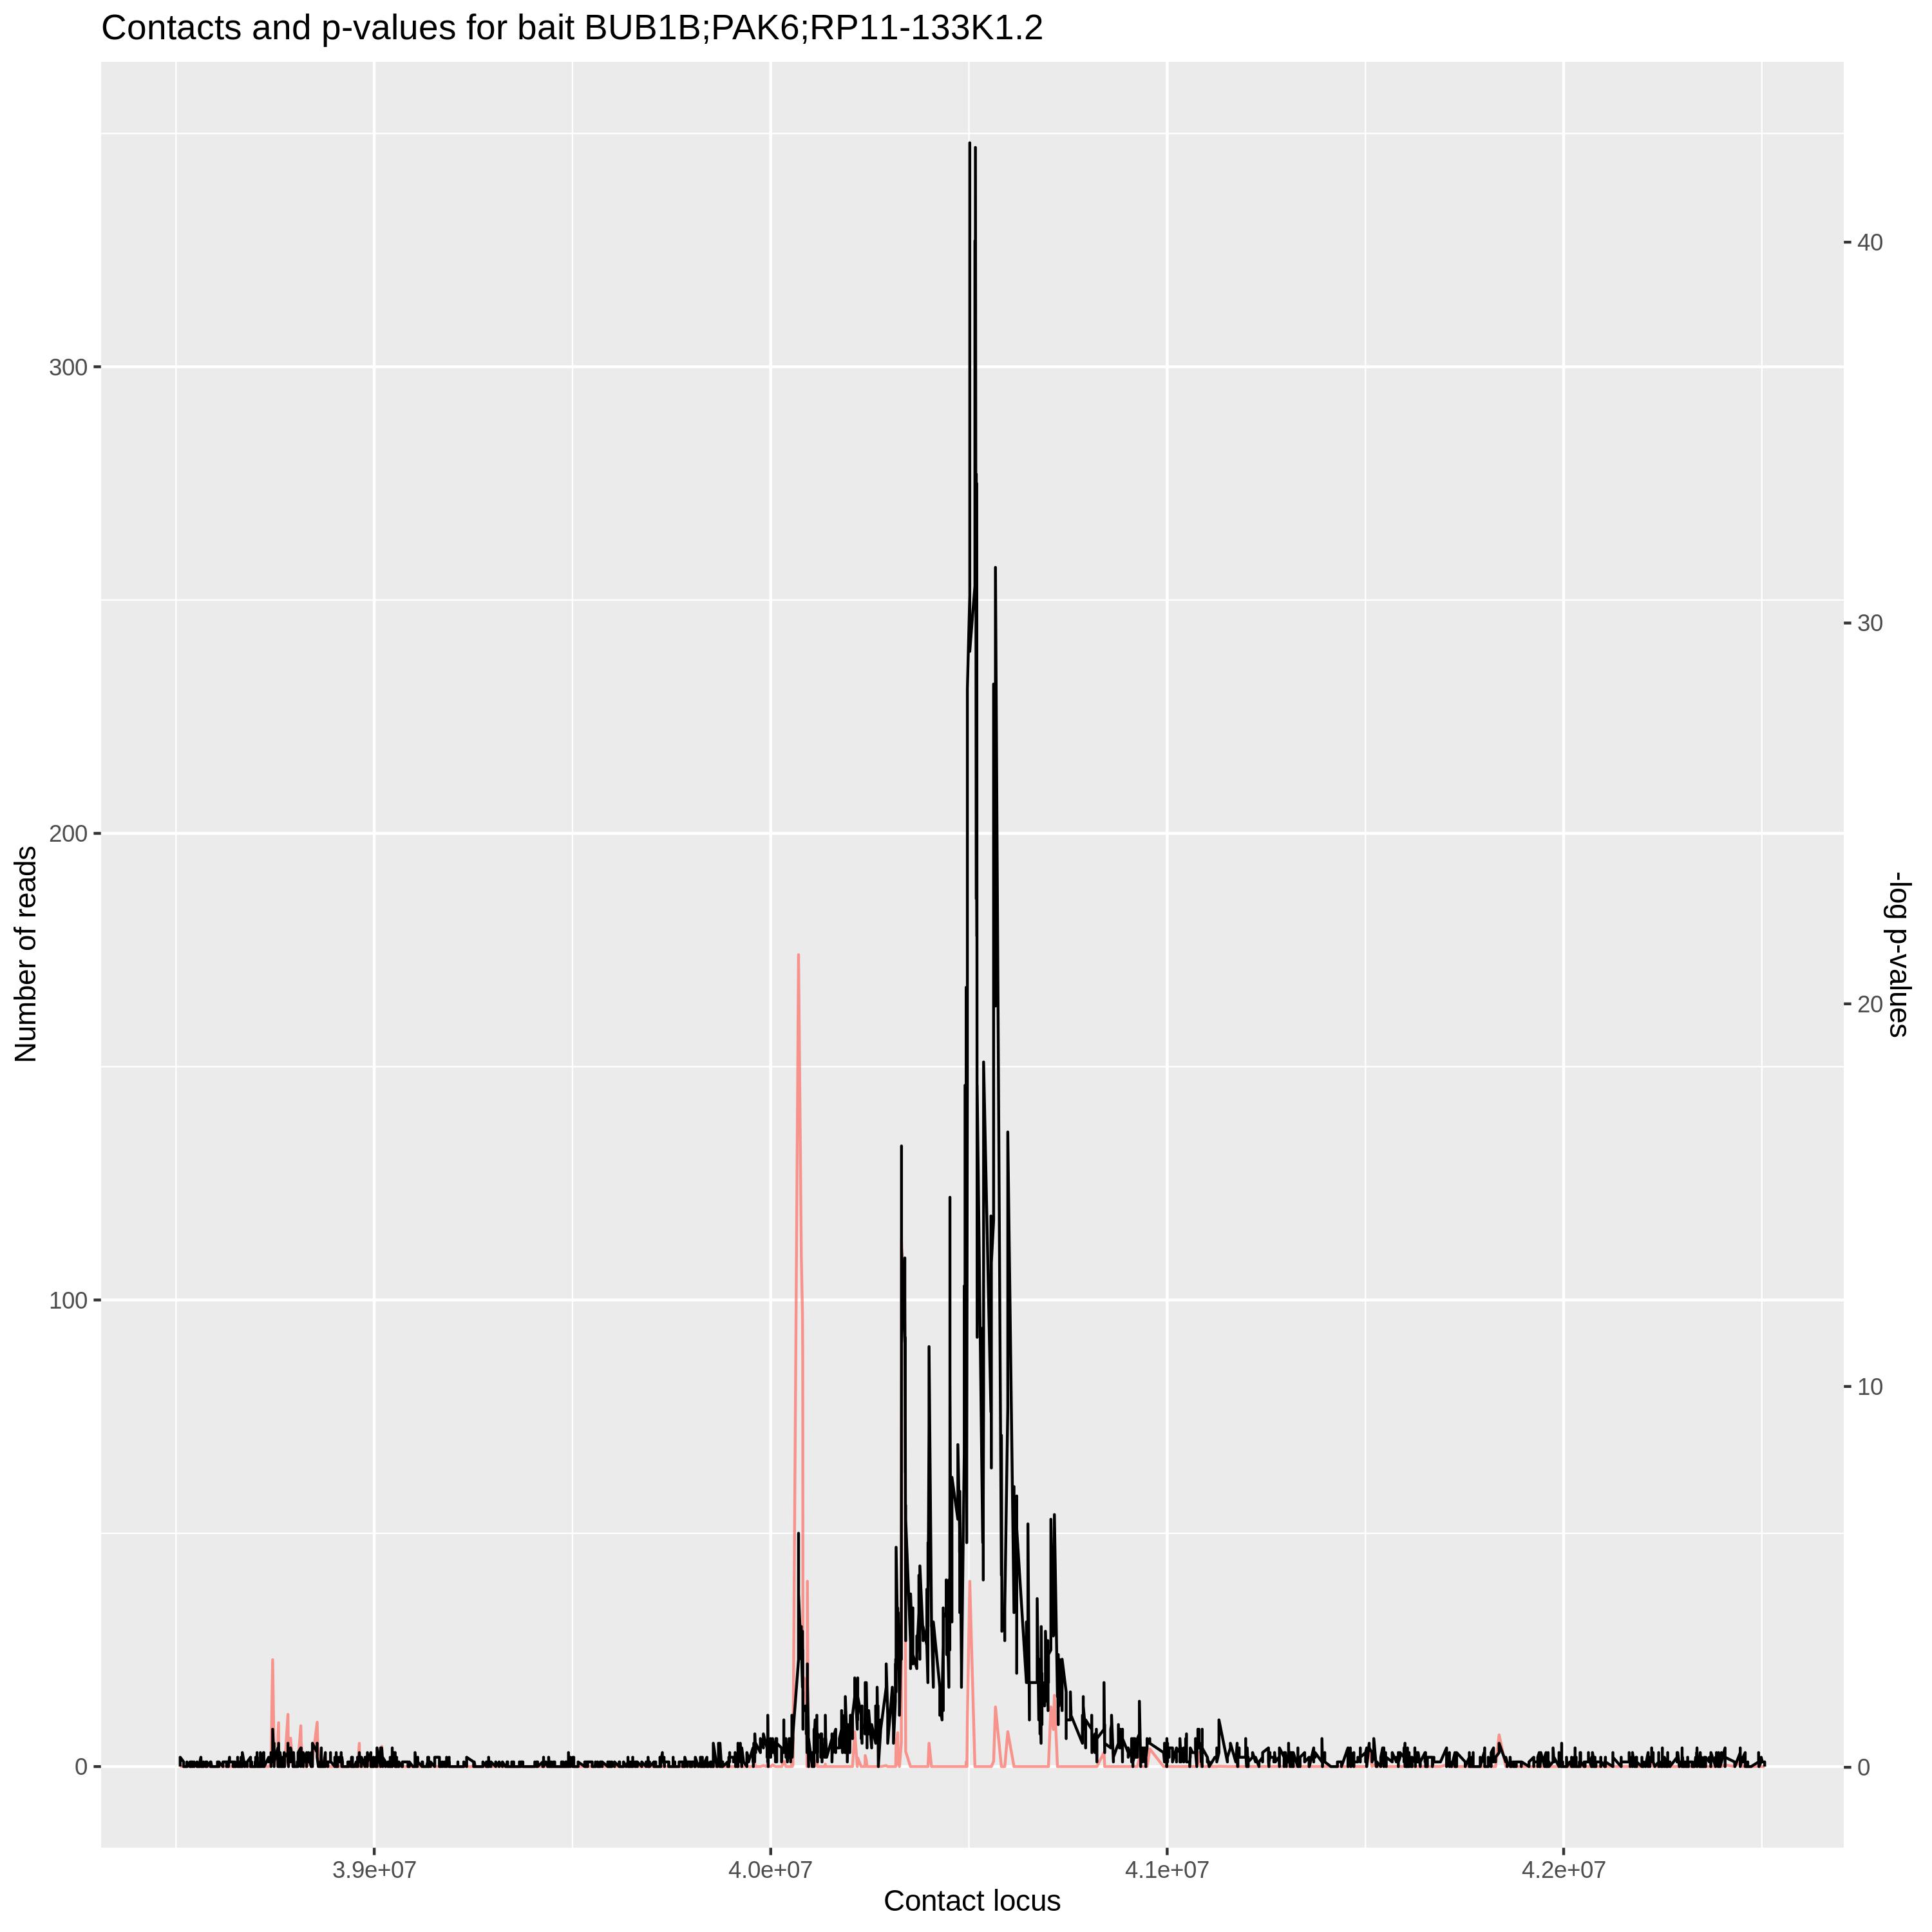 Contacts and p-values for bait BUB1B;PAK6;RP11-133K1.2
Number of reads
300
200
100
0
40
30
20
10
0
-log p-values
3.9e+07
4.0e+07
4.1e+07
4.2e+07
Contact locus